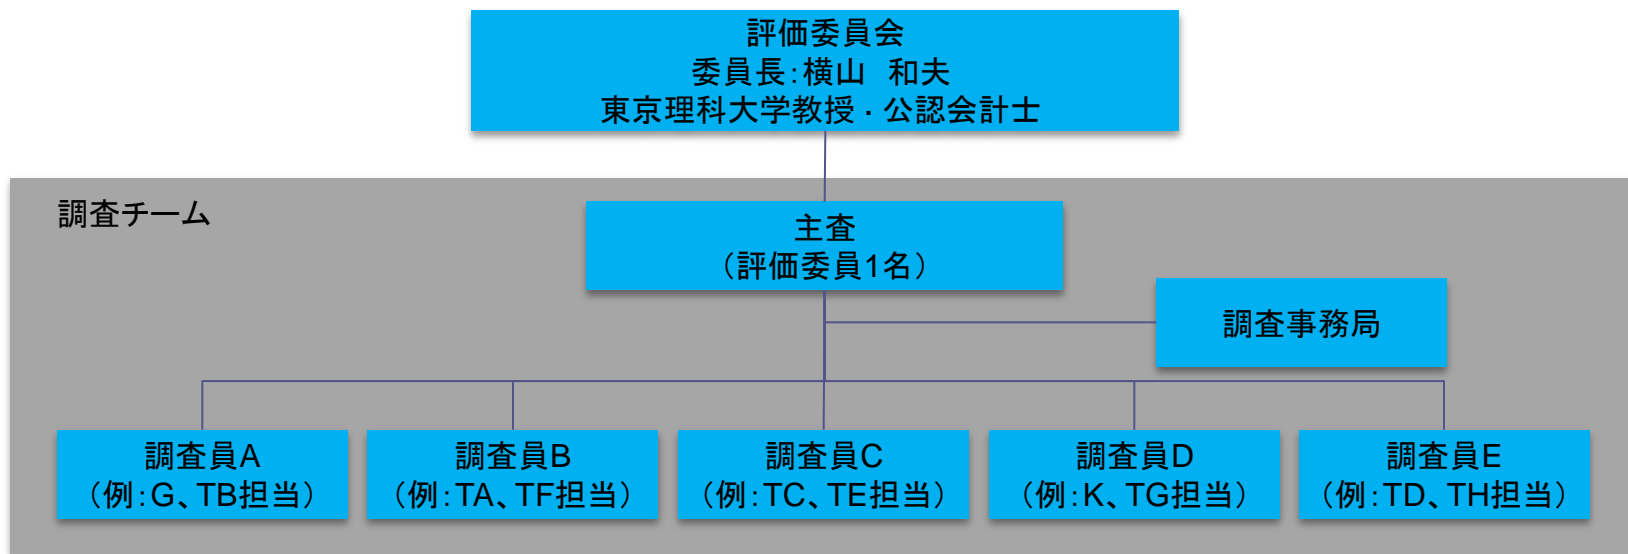 評価委員会
委員長：横山　和夫
東京理科大学教授・公認会計士
調査チーム
主査
（評価委員1名）
調査事務局
調査員A
（例：G、TB担当）
調査員B
（例：TA、TF担当）
調査員C
（例：TC、TE担当）
調査員D
（例：K、TG担当）
調査員E
（例：TD、TH担当）